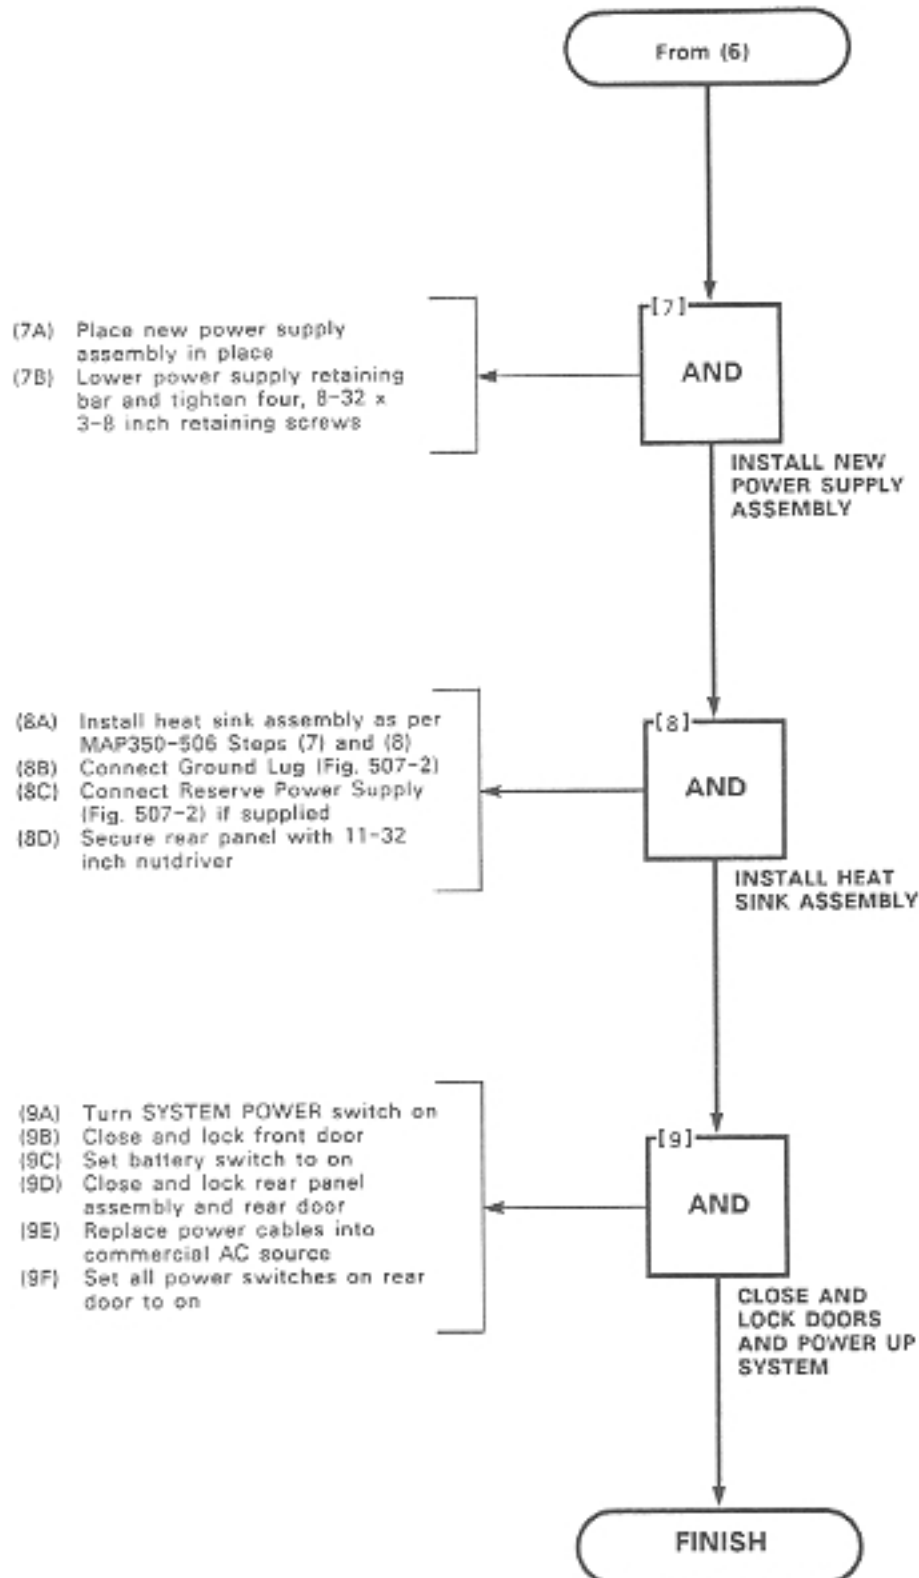 From (6)
[7]
AND
(7A) Place new power supply
assembly in place
(7B) Lower power supply retaining
bar and tighten four, 8-32 x
3-8 inch retaining screws
INSTALL NEW
POWER SUPPLY
ASSEMBLY
[8]
AND
(8A) Install heat sink assembly as per
MAP350-506 Steps (7) and (8)
(8B) Connect Ground Lug (Fig. 507-2)
(8C) Connect Reserve Power Supply
(Fig. 507-2) if supplied
(8D) Secure rear panel with 11-32
inch nutdriver
INSTALL HEAT
SINK ASSEMBLY
[9]
AND
(9A) Turn SYSTEM POWER switch on
(9B) Close and lock front door
(9C) Set battery switch to on
(9D) Close and lock rear panel
assembly and rear door
(9E) Replace power cables into
commercial AC source
(9F) Set all power switches on rear
door to on
CLOSE AND
LOCK DOORS
AND POWER UP
SYSTEM
FINISH